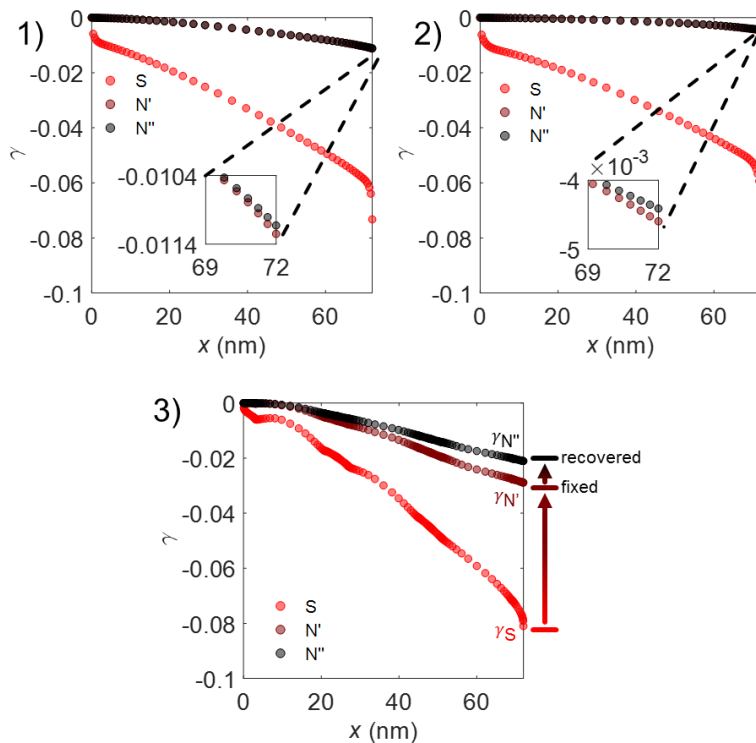 1)
0
-0.02
-0.04
-0.06
-0.08
-0.1
γ
S
N'
N''
-0.0104
-0.0114
69 72
0 20 40 60
x (nm)
2)
0
-0.02
-0.04
-0.06
-0.08
-0.1
γ
S
N'
N''
× 10⁻³
-4
-5
69 72
0 20 40 60
x (nm)
3)
0
-0.02
-0.04
-0.06
-0.08
-0.1
γ
γN''
recovered
fixed
γN'
γS
S
N'
N''
0 20 40 60
x (nm)